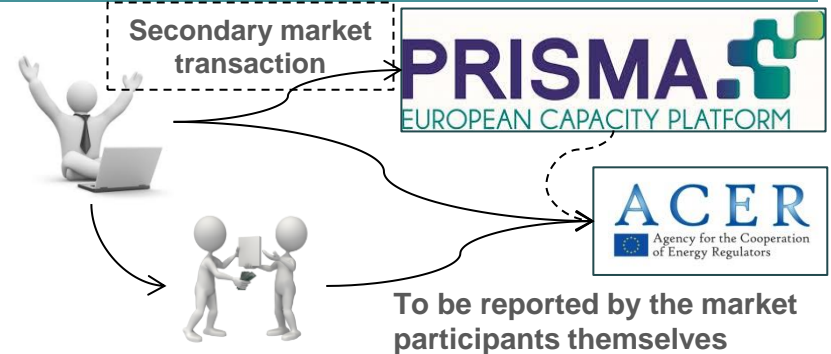 Secondary market
transaction
PRISMA
EUROPEAN CAPACITY PLATFORM
ACER
Agency for the Cooperation
of Energy Regulators
To be reported by the market
participants themselves